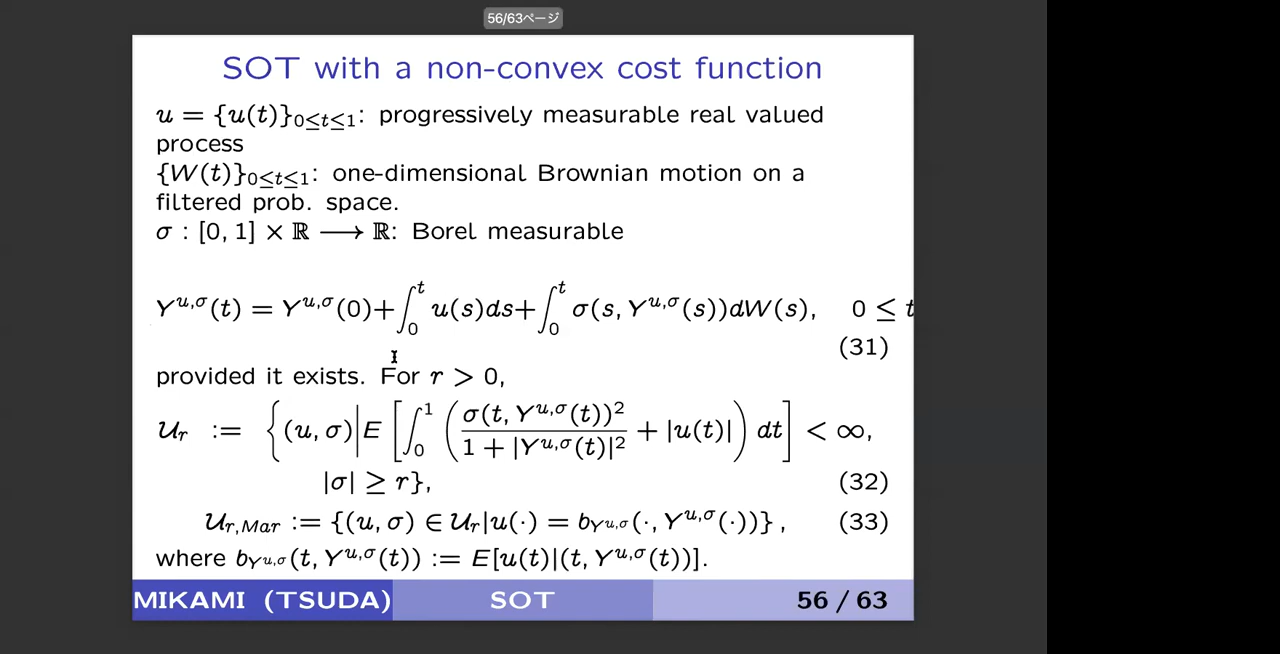 56/63ページ
SOT with a non-convex cost function
u = {u(t)}₀≤t≤₁: progressively measurable real valued
process
{W(t)}₀≤t≤₁: one-dimensional Brownian motion on a
filtered prob. space.
σ : [0, 1] × ℝ ⟶ ℝ: Borel measurable
Y^{u,σ}(t) = Y^{u,σ}(0)+∫_0^t u(s)ds+∫_0^t σ(s, Y^{u,σ}(s))dW(s), 0 ≤ t
(31)
provided it exists. For r > 0,
𝒰_r := {(u, σ)|E [∫_0^1 (σ(t, Y^{u,σ}(t))^2 / 1 + |Y^{u,σ}(t)|^2 + |u(t)|) dt] < ∞,
|σ| ≥ r}, (32)
𝒰_{r,Mar} := {(u, σ) ∈ 𝒰_r|u(·) = b_{Y^{u,σ}}(·, Y^{u,σ}(·))}, (33)
where b_{Y^{u,σ}}(t, Y^{u,σ}(t)) := E[u(t)|(t, Y^{u,σ}(t))].
MIKAMI (TSUDA) SOT 56 / 63